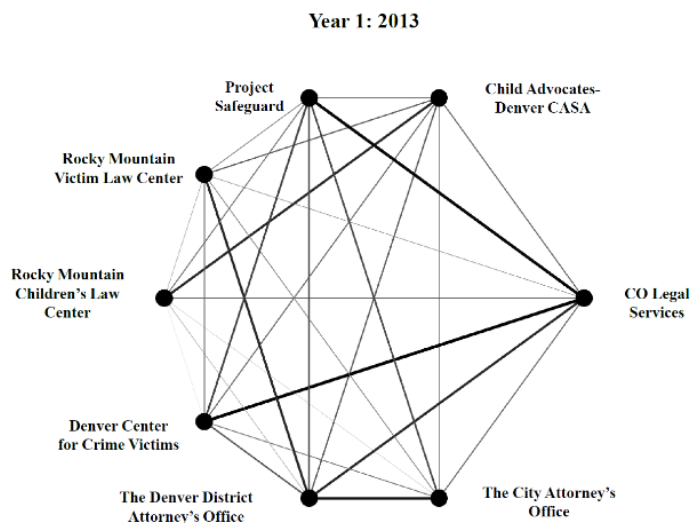 Year 1: 2013
Project
Safeguard
Child Advocates-
Denver CASA
Rocky Mountain
Victim Law Center
Rocky Mountain
Children's Law
Center
CO Legal
Services
Denver Center
for Crime Victims
The Denver District
Attorney's Office
The City Attorney's
Office